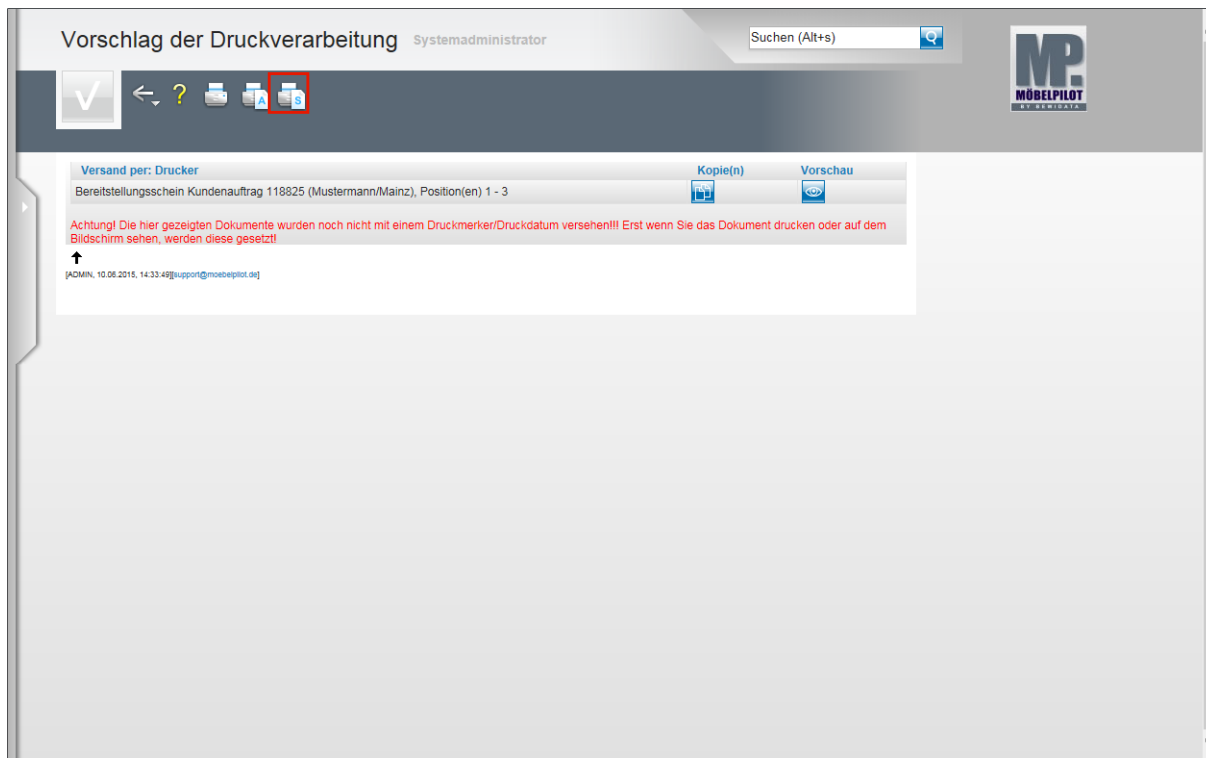 Vorschlag der Druckverarbeitung Systemadministrator Suchen (Alt+s)
MP.
MÖBELPILOT
BY BEWIDATA
? A S
Versand per: Drucker Kopie(n) Vorschau
Bereitstellungsschein Kundenauftrag 118825 (Mustermann/Mainz), Position(en) 1 - 3
Achtung! Die hier gezeigten Dokumente wurden noch nicht mit einem Druckmerker/Druckdatum versehen!!! Erst wenn Sie das Dokument drucken oder auf dem
Bildschirm sehen, werden diese gesetzt!
[ADMIN, 10.06.2015, 14:33:49][support@moebelpilot.de]